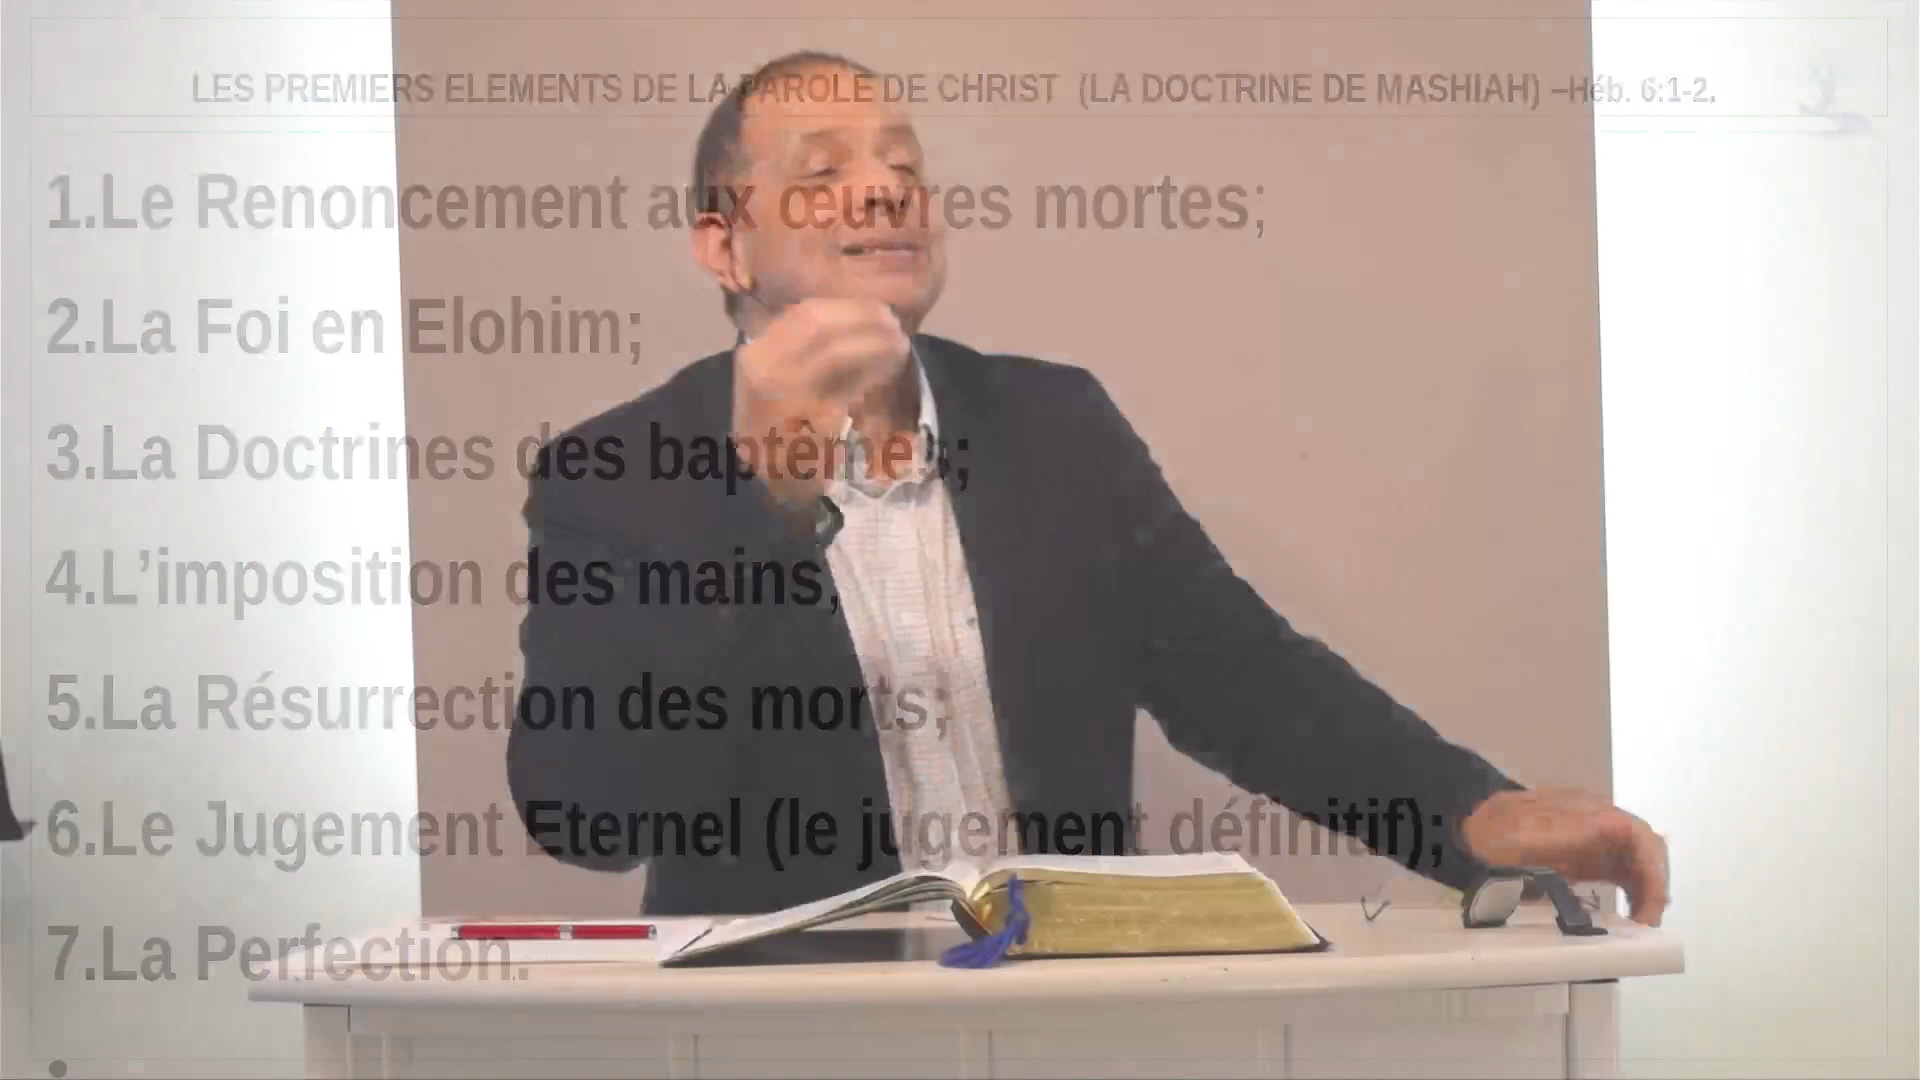 LES PREMIERS ELEMENTS DE LA PAROLE DE CHRIST (LA DOCTRINE DE MASHIAH) –Héb. 6:1-2.
1.Le Renoncement aux œuvres mortes;
2.La Foi en Elohim;
3.La Doctrines des baptêmes;
4.L’imposition des mains;
5.La Résurrection des morts;
6.Le Jugement Eternel (le jugement définitif);
7.La Perfection.